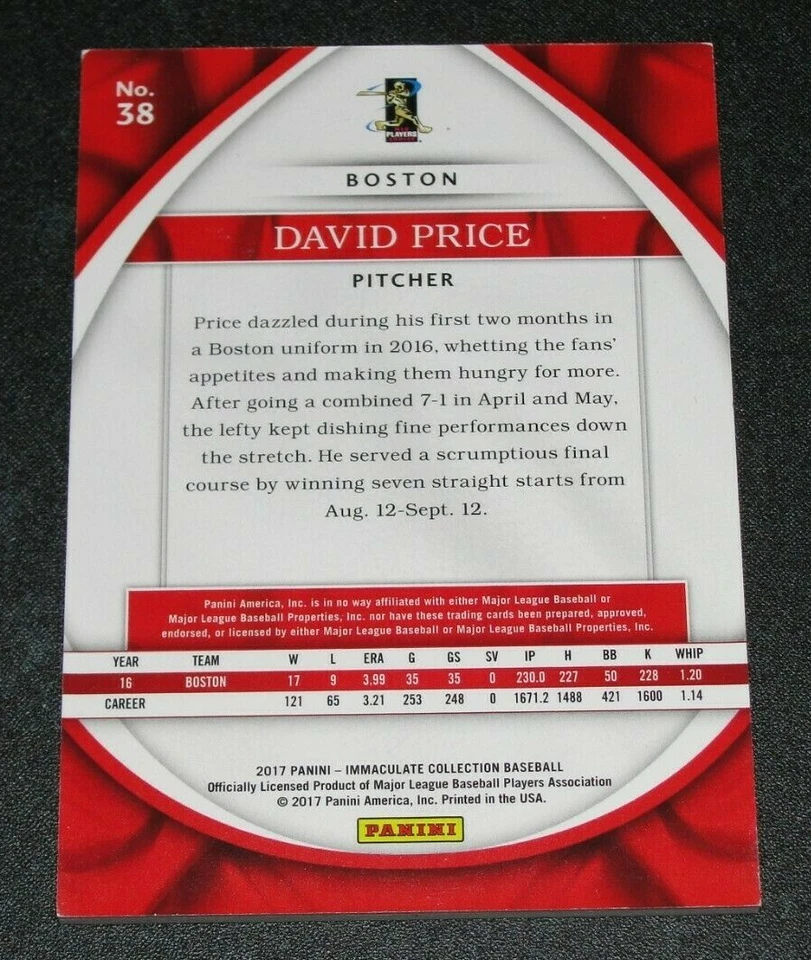 No.
38
PLAYERS
BOSTON
DAVID PRICE
PITCHER
Price dazzled during his first two months in
a Boston uniform in 2016, whetting the fans'
appetites and making them hungry for more.
After going a combined 7-1 in April and May,
the lefty kept dishing fine performances down
the stretch. He served a scrumptious final
course by winning seven straight starts from
Aug. 12-Sept. 12.
Panini America, Inc. is in no way affiliated with either Major League Baseball or
Major League Baseball Properties, Inc. nor have these trading cards been prepared, approved,
endorsed, or licensed by either Major League Baseball or Major League Baseball Properties, Inc.
YEAR TEAM W L ERA G GS SV IP H BB K WHIP
16 BOSTON 17 9 3.99 35 35 0 230.0 227 50 228 1.20
CAREER 121 65 3.21 253 248 0 1671.2 1488 421 1600 1.14
2017 PANINI – IMMACULATE COLLECTION BASEBALL
Officially Licensed Product of Major League Baseball Players Association
© 2017 Panini America, Inc. Printed in the USA.
PANINI